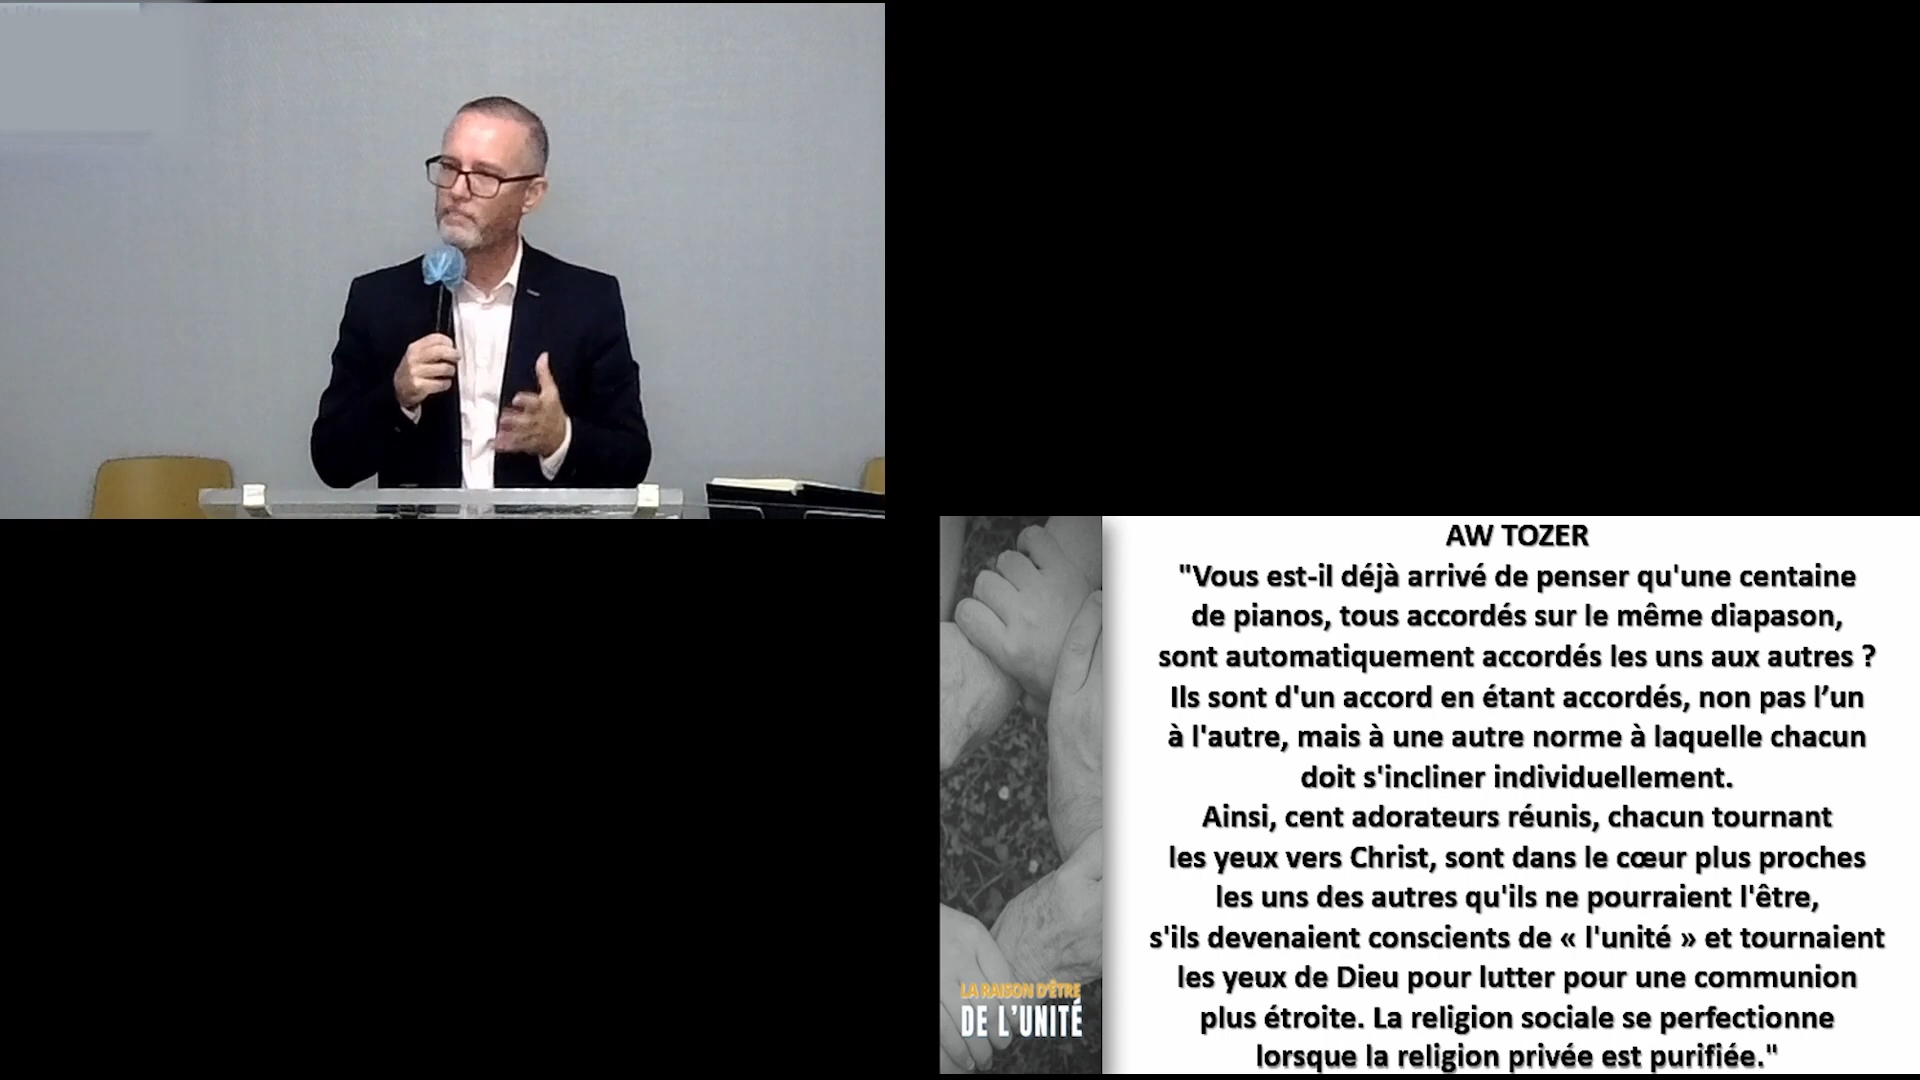 AW TOZER
"Vous est-il déjà arrivé de penser qu'une centaine
de pianos, tous accordés sur le même diapason,
sont automatiquement accordés les uns aux autres ?
Ils sont d'un accord en étant accordés, non pas l’un
à l'autre, mais à une autre norme à laquelle chacun
doit s'incliner individuellement.
Ainsi, cent adorateurs réunis, chacun tournant
les yeux vers Christ, sont dans le cœur plus proches
les uns des autres qu'ils ne pourraient l'être,
s'ils devenaient conscients de « l'unité » et tournaient
les yeux de Dieu pour lutter pour une communion
plus étroite. La religion sociale se perfectionne
lorsque la religion privée est purifiée."
LA RAISON D'ÊTRE
DE L'UNITÉ